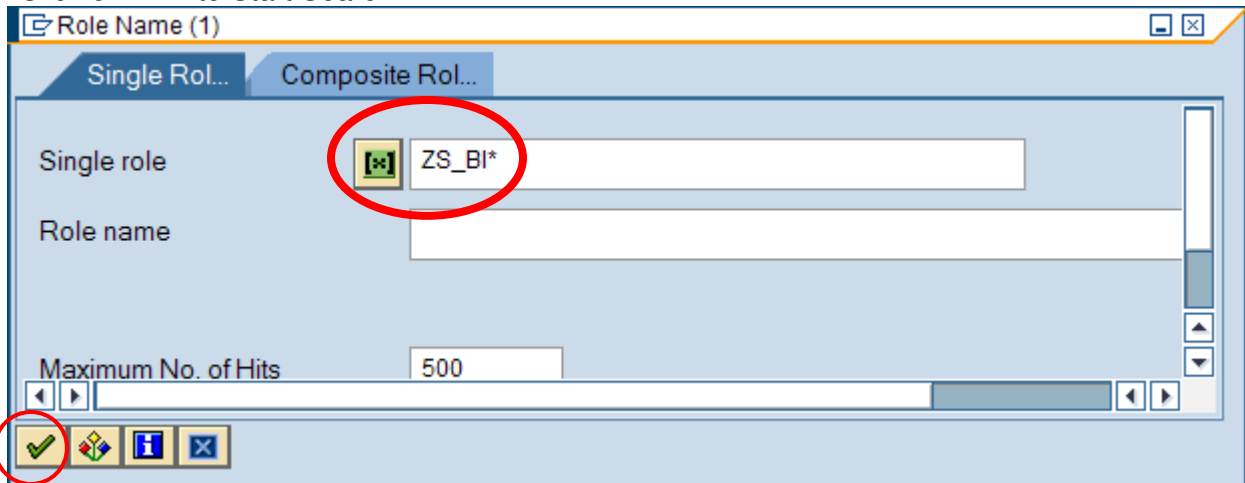 Role Name (1)
Single Rol... Composite Rol...
Single role ZS_BI*
Role name
Maximum No. of Hits 500